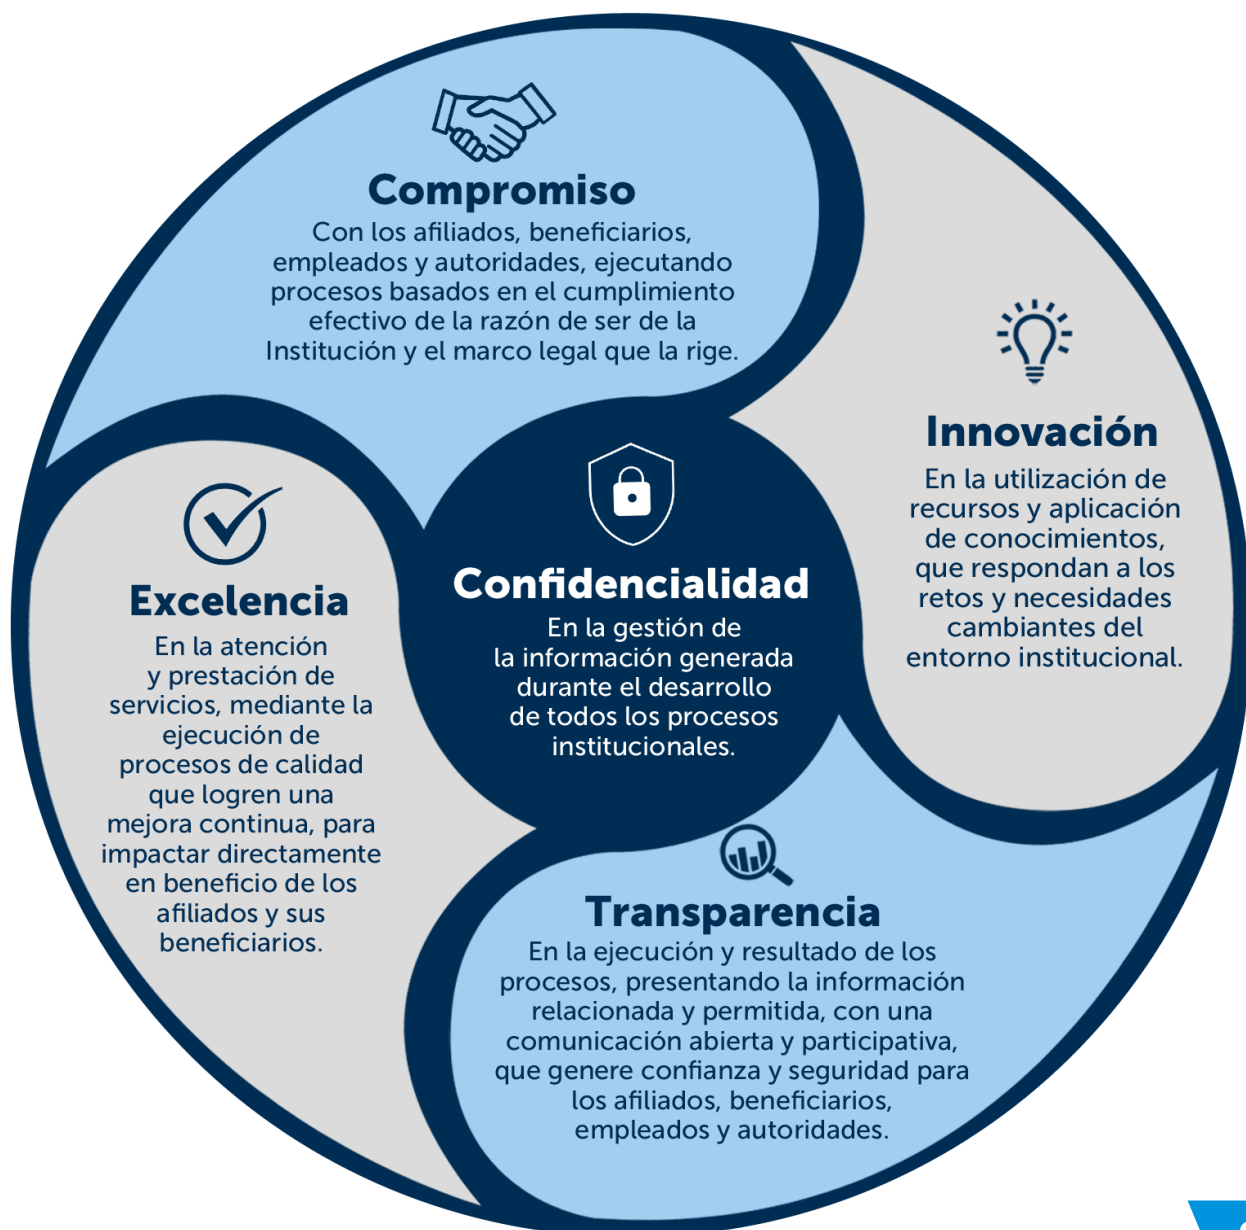 Compromiso
Con los afiliados, beneficiarios,
empleados y autoridades, ejecutando
procesos basados en el cumplimiento
efectivo de la razón de ser de la
Institución y el marco legal que la rige.
Innovación
En la utilización de
recursos y aplicación
de conocimientos,
que respondan a los
retos y necesidades
cambiantes del
entorno institucional.
Excelencia
En la atención
y prestación de
servicios, mediante la
ejecución de
procesos de calidad
que logren una
mejora continua, para
impactar directamente
en beneficio de los
afiliados y sus
beneficiarios.
Confidencialidad
En la gestión de
la información generada
durante el desarrollo
de todos los procesos
institucionales.
Transparencia
En la ejecución y resultado de los
procesos, presentando la información
relacionada y permitida, con una
comunicación abierta y participativa,
que genere confianza y seguridad para
los afiliados, beneficiarios,
empleados y autoridades.